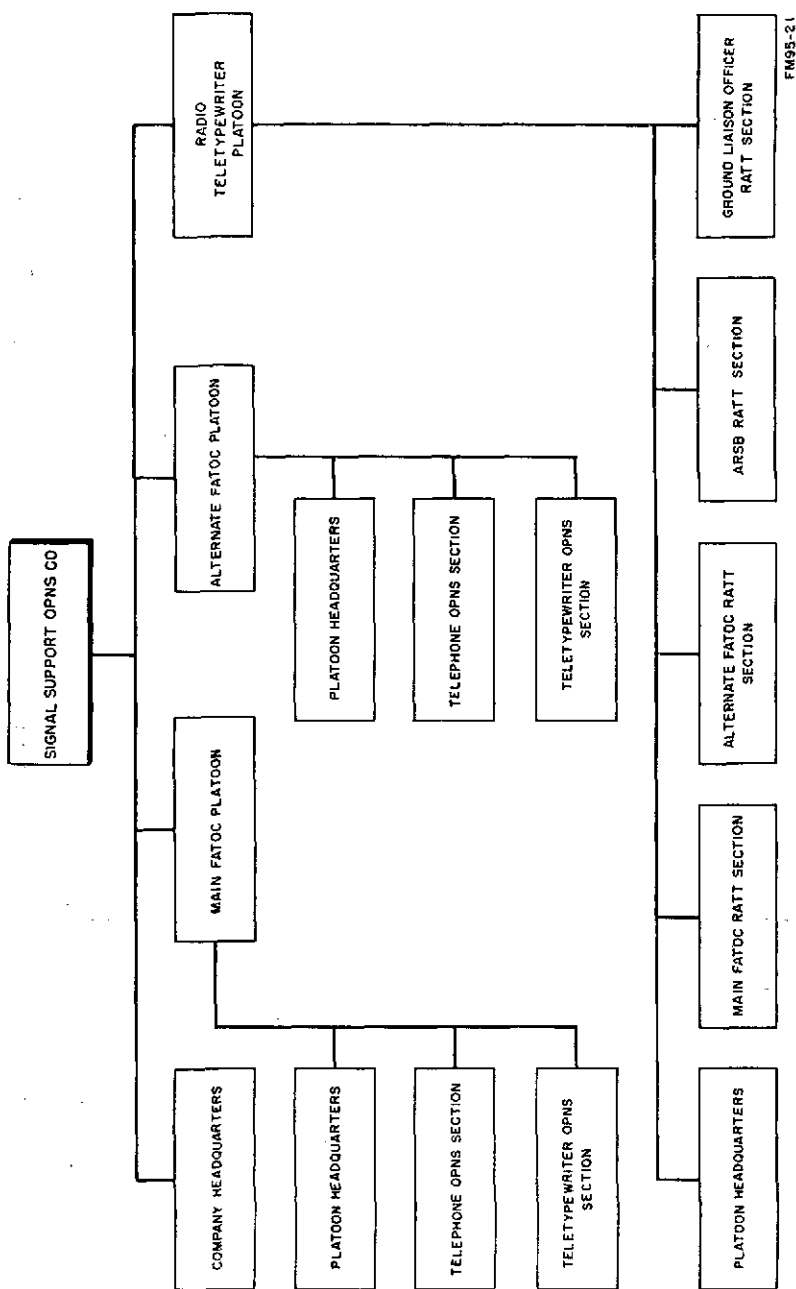 SIGNAL SUPPORT OPNS CO
COMPANY HEADQUARTERS
MAIN FATOC PLATOON
ALTERNATE FATOC PLATOON
RADIO
TELETYPEWRITER
PLATOON
PLATOON HEADQUARTERS
TELEPHONE OPNS SECTION
TELETYPEWRITER OPNS
SECTION
PLATOON HEADQUARTERS
TELEPHONE OPNS SECTION
TELETYPEWRITER OPNS
SECTION
PLATOON HEADQUARTERS
MAIN FATOC RATT SECTION
ALTERNATE FATOC RATT
SECTION
ARSB RATT SECTION
GROUND LIAISON OFFICER
RATT SECTION
FM95-21